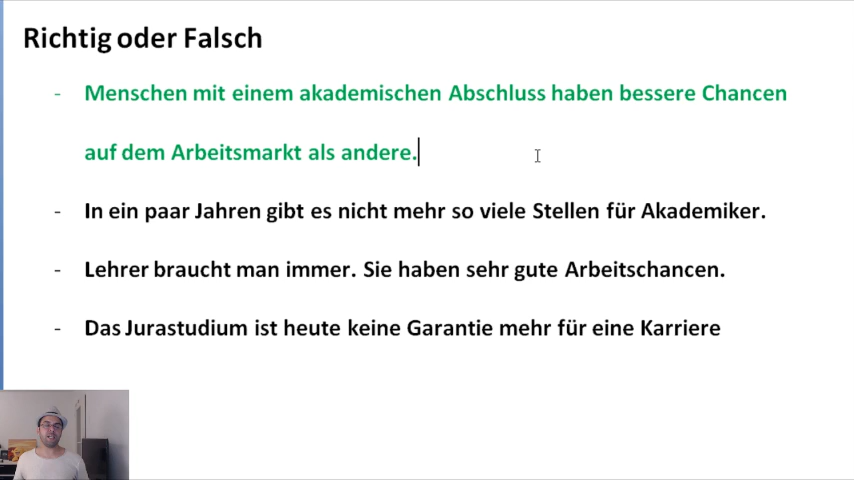 Richtig oder Falsch
- Menschen mit einem akademischen Abschluss haben bessere Chancen
auf dem Arbeitsmarkt als andere.
- In ein paar Jahren gibt es nicht mehr so viele Stellen für Akademiker.
- Lehrer braucht man immer. Sie haben sehr gute Arbeitschancen.
- Das Jurastudium ist heute keine Garantie mehr für eine Karriere